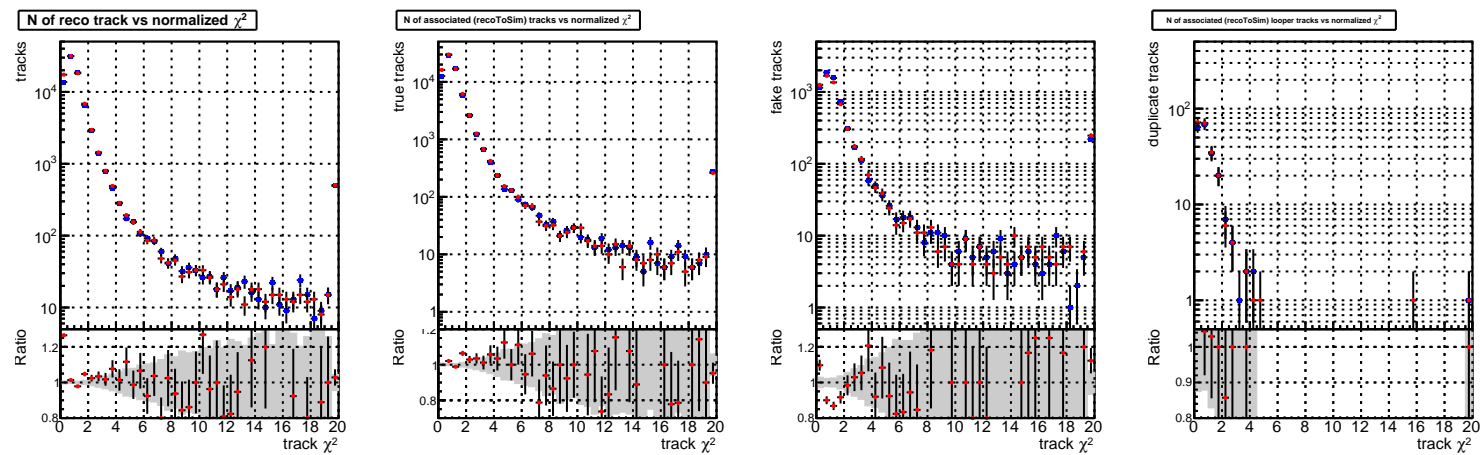 N of reco track vs normalized χ²
tracks
10⁴
10³
10²
10
Ratio
1.2
1
0.8
0 2 4 6 8 10 12 14 16 18 20
track χ²
N of associated (recoToSim) tracks vs normalized χ²
true tracks
10⁴
10³
10²
10
1
Ratio
1.2
1
0.8
0 2 4 6 8 10 12 14 16 18 20
track χ²
fake tracks
10³
10²
10
1
Ratio
1.2
1
0.8
0 2 4 6 8 10 12 14 16 18 20
track χ²
N of associated (recoToSim) looper tracks vs normalized χ²
duplicate tracks
10²
10
1
Ratio
1
0.9
0.8
0 2 4 6 8 10 12 14 16 18 20
track χ²